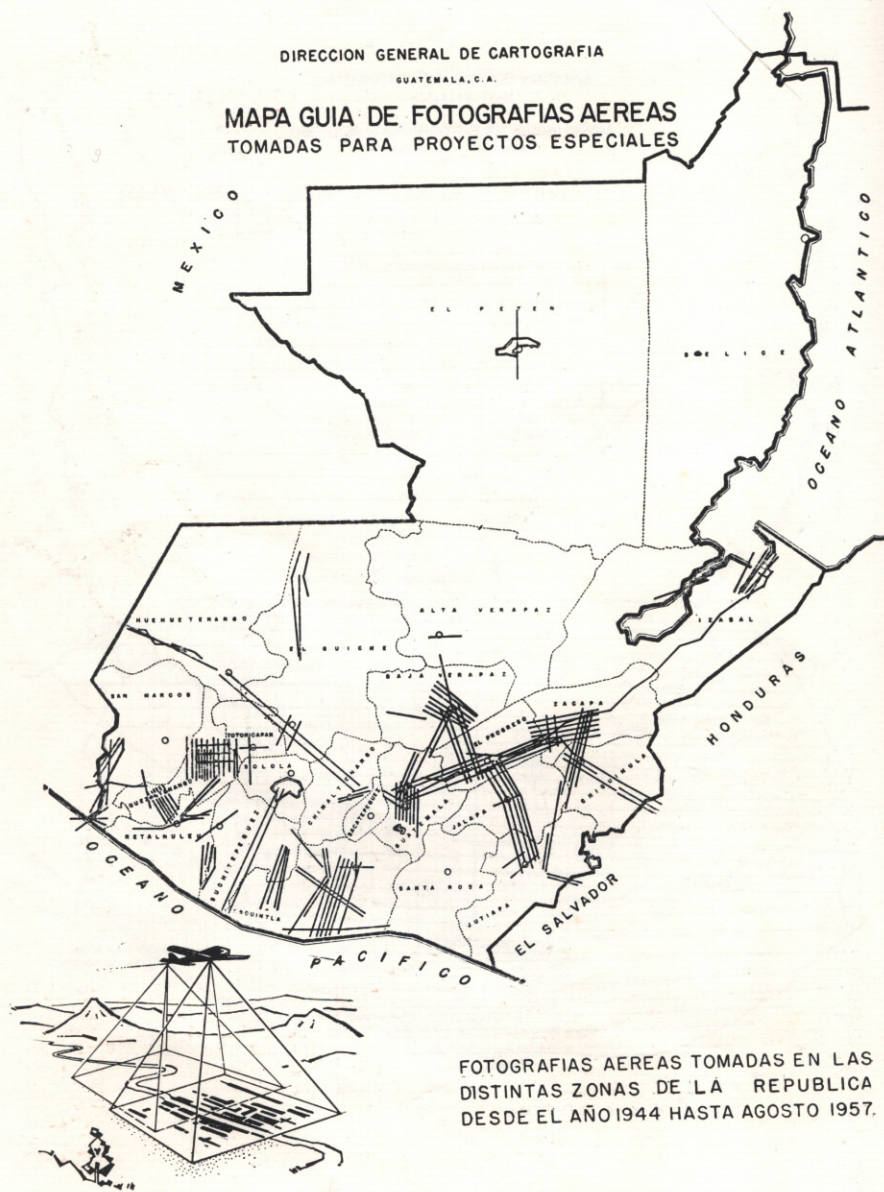 DIRECCION GENERAL DE CARTOGRAFIA
GUATEMALA, C.A.
MAPA GUIA DE FOTOGRAFIAS AEREAS
TOMADAS PARA PROYECTOS ESPECIALES
MEXICO
OCEANO ATLANTICO
EL PETEN
BELICE
HUEHUETENANGO
ALTA VERAPAZ
IZABAL
EL QUICHE
BAJA VERAPAZ
SAN MARCOS
ZACAPA
HONDURAS
TOTONICAPAN
EL PROGRESO
SOLOLA
CHIQUIMULA
CHIMALTENANGO
QUEZALTENANGO
SACATEPEQUEZ
GUATEMALA
JALAPA
RETALHULEU
SUCHITEPEQUEZ
SANTA ROSA
ESCUINTLA
JUTIAPA
EL SALVADOR
OCEANO PACIFICO
FOTOGRAFIAS AEREAS TOMADAS EN LAS
DISTINTAS ZONAS DE LA REPUBLICA
DESDE EL AÑO 1944 HASTA AGOSTO 1957.